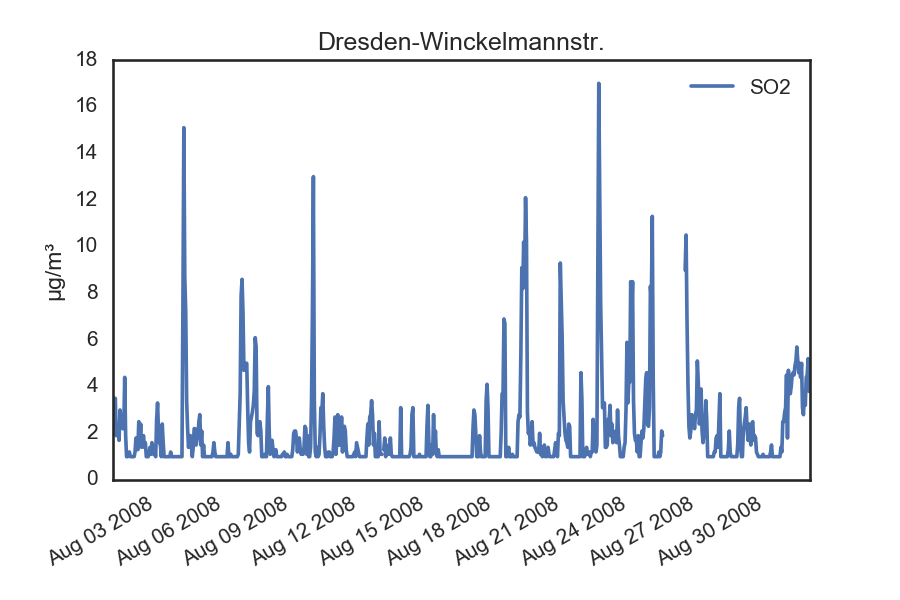 Dresden-Winckelmannstr.
18
16
14
12
10
8
6
4
2
0
µg/m³
SO2
Aug 03 2008
Aug 06 2008
Aug 09 2008
Aug 12 2008
Aug 15 2008
Aug 18 2008
Aug 21 2008
Aug 24 2008
Aug 27 2008
Aug 30 2008